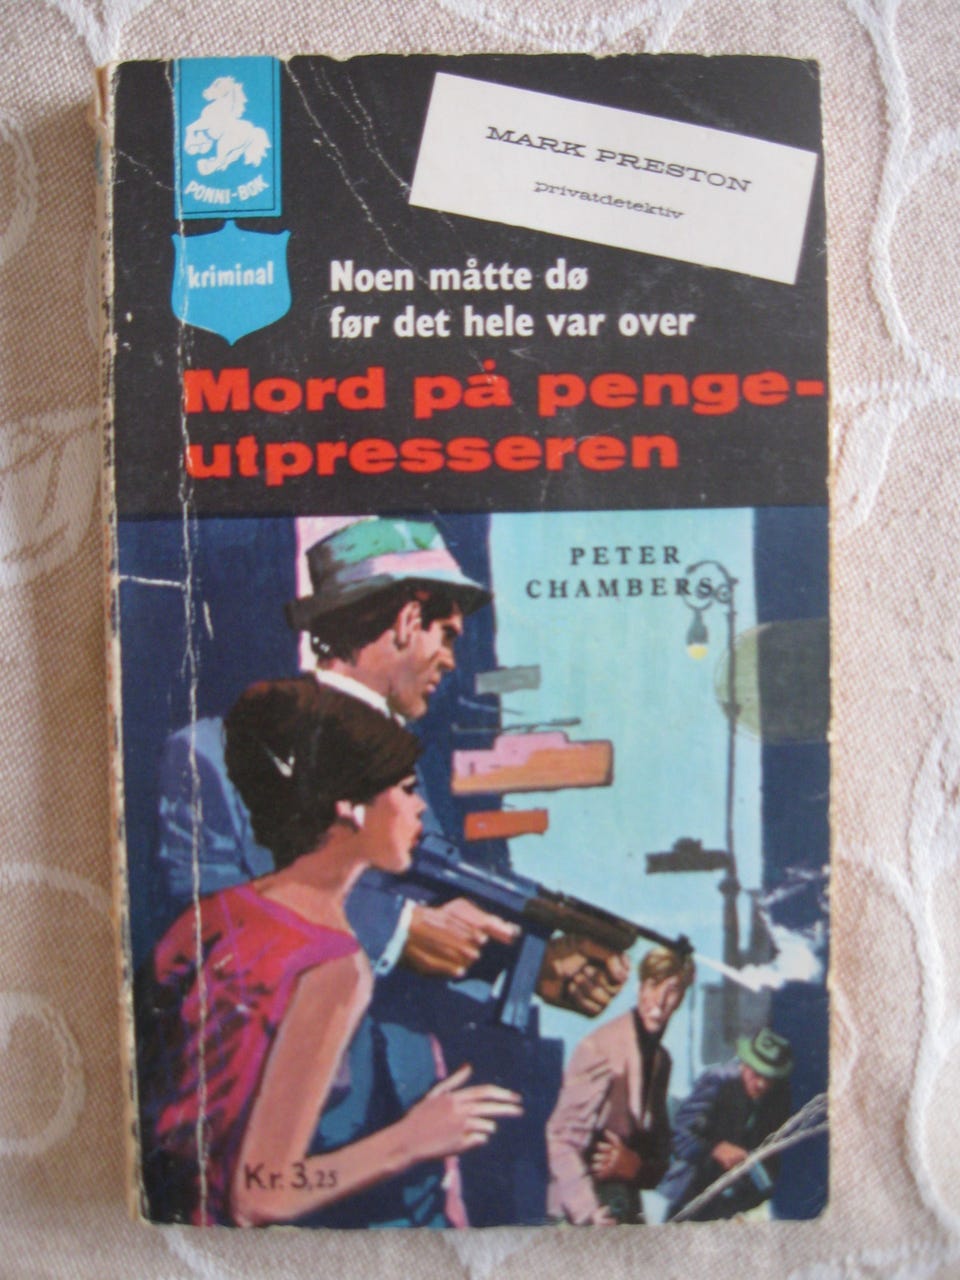 PONNI-BOK
kriminal
MARK PRESTON
privatdetektiv
Noen måtte dø
før det hele var over
Mord på penge-
utpresseren
PETER
CHAMBERS
Kr. 3,25